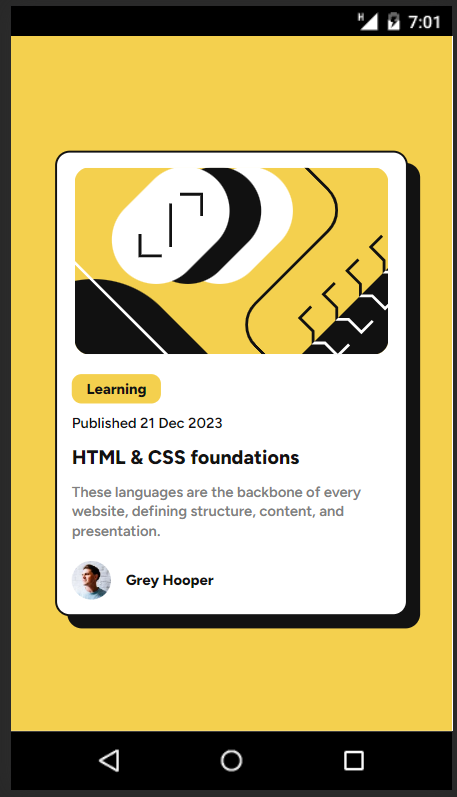 H 7:01
Learning
Published 21 Dec 2023
HTML & CSS foundations
These languages are the backbone of every
website, defining structure, content, and
presentation.
Grey Hooper